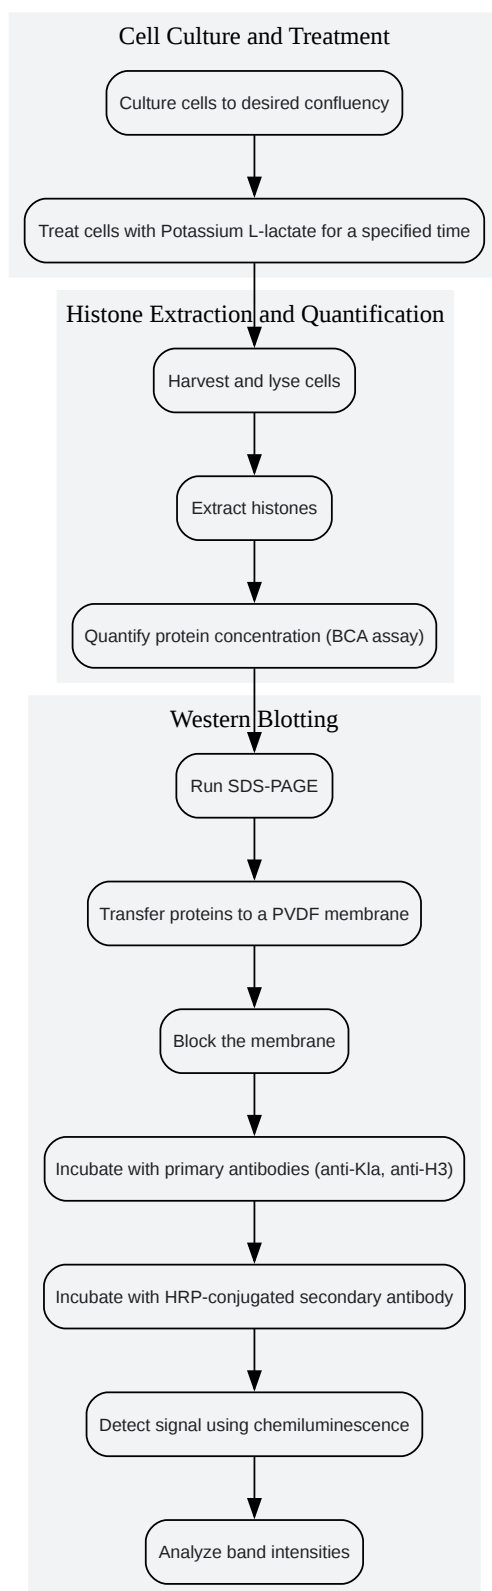 Cell Culture and Treatment
Culture cells to desired confluency
Treat cells with Potassium L-lactate for a specified time
Histone Extraction and Quantification
Harvest and lyse cells
Extract histones
Quantify protein concentration (BCA assay)
Western Blotting
Run SDS-PAGE
Transfer proteins to a PVDF membrane
Block the membrane
Incubate with primary antibodies (anti-Kla, anti-H3)
Incubate with HRP-conjugated secondary antibody
Detect signal using chemiluminescence
Analyze band intensities